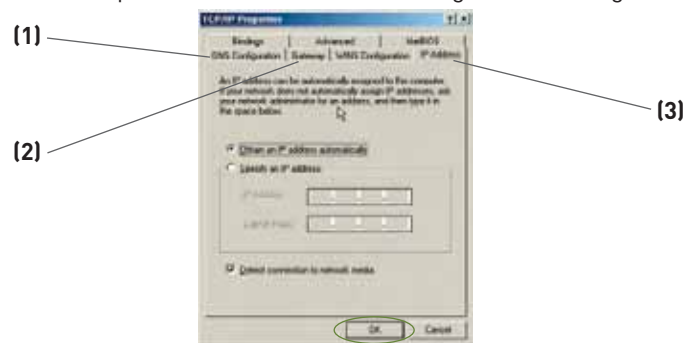 TCP/IP Properties
Bindings Advanced NetBIOS
DNS Configuration Gateway WINS Configuration IP Address
An IP address can be automatically assigned to this computer.
If your network does not automatically assign IP addresses, ask
your network administrator for an address, and then type it in
the space below.
Obtain an IP address automatically
Specify an IP address:
IP Address:
Subnet Mask:
Detect connection to network media
OK Cancel
(1)
(2)
(3)